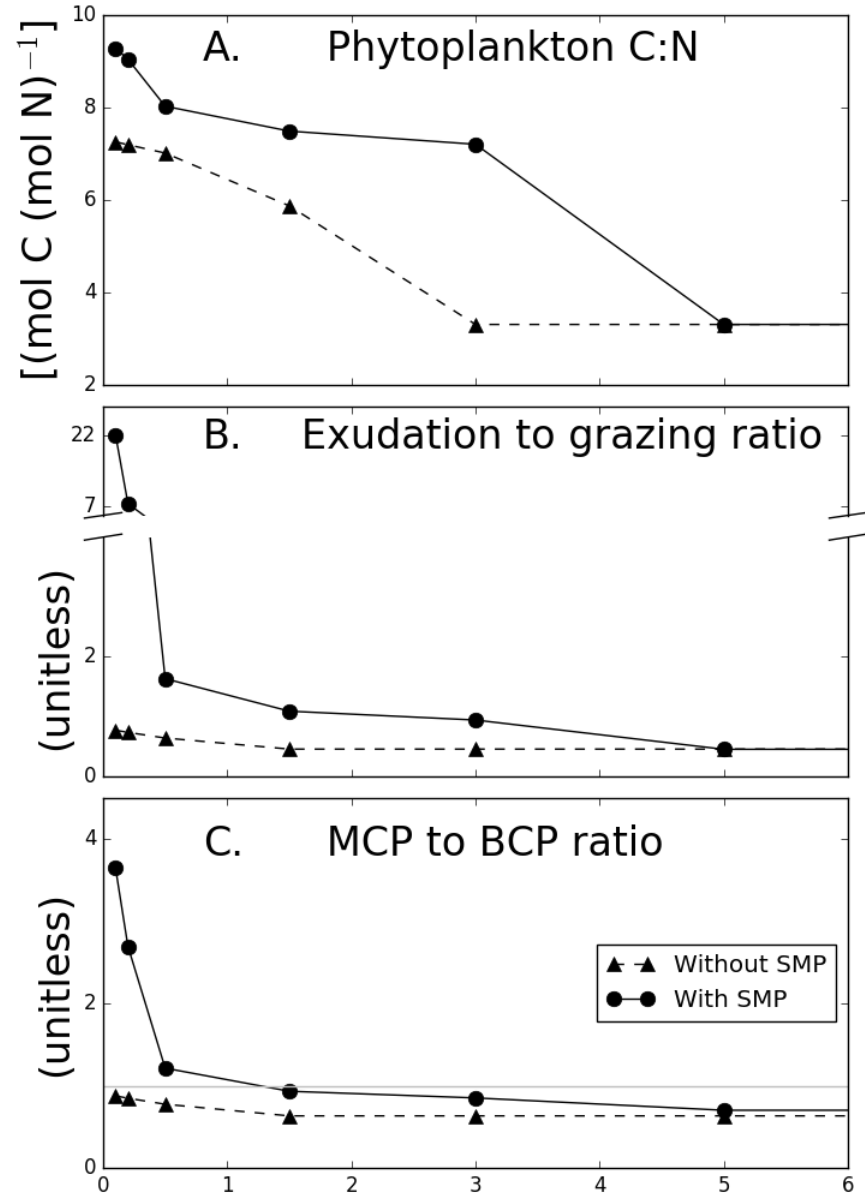 A. Phytoplankton C:N
[(mol C (mol N)⁻¹]
10
8
6
4
2
B. Exudation to grazing ratio
(unitless)
22
7
2
0
C. MCP to BCP ratio
(unitless)
4
2
0
Without SMP
With SMP
0 1 2 3 4 5 6